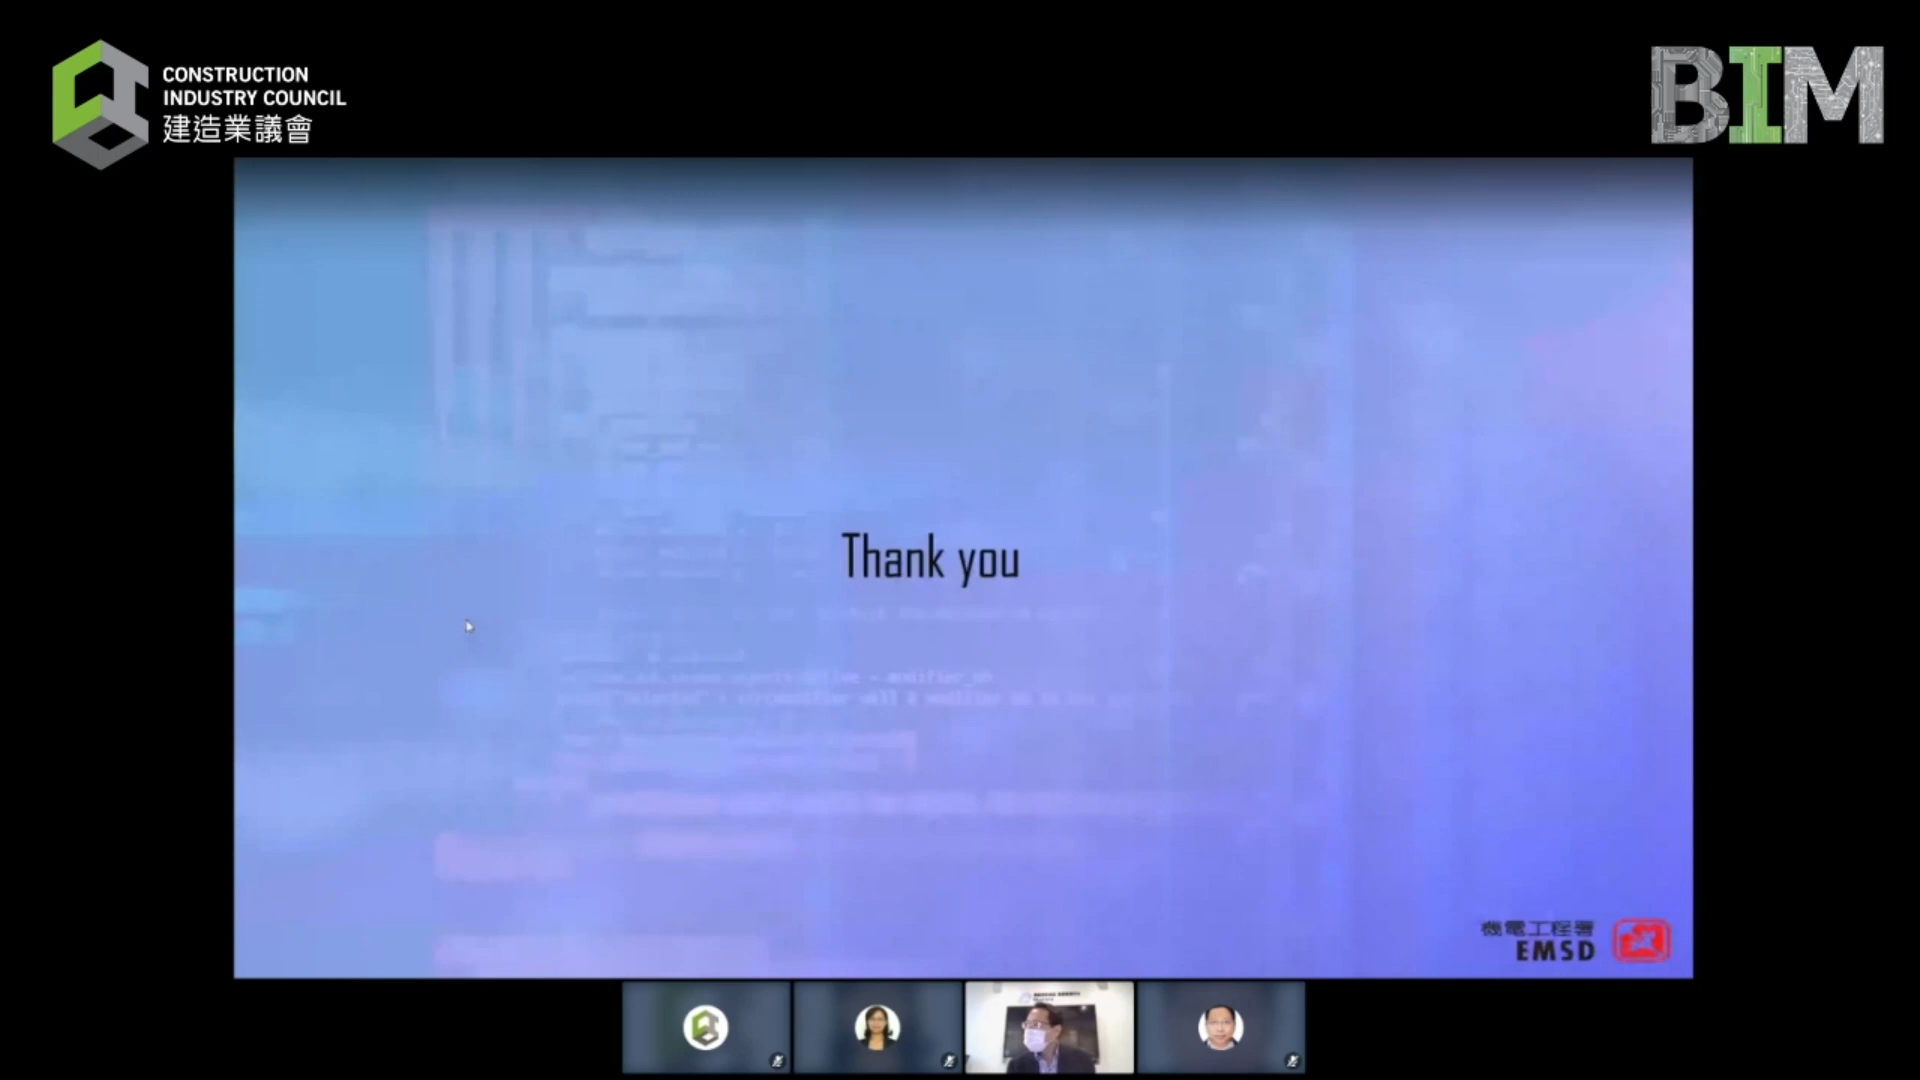 CONSTRUCTION
INDUSTRY COUNCIL
建造業議會
BIM
Thank you
機電工程署
EMSD